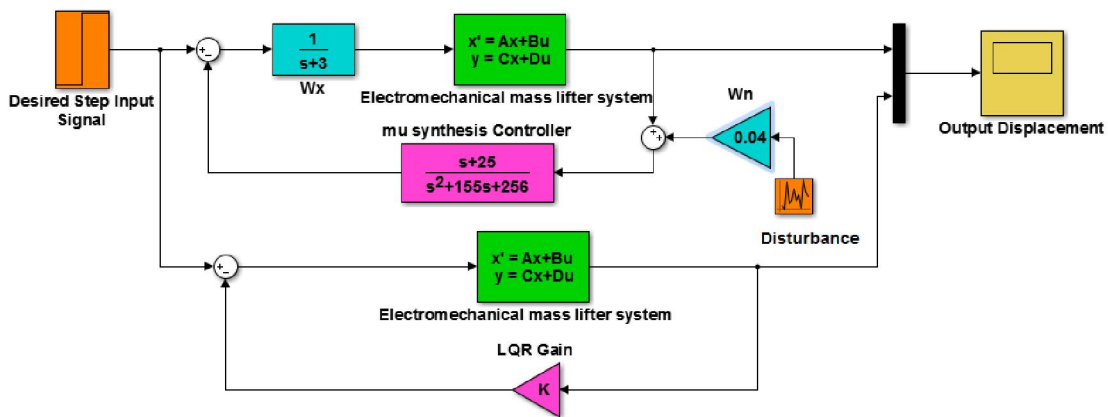 Desired Step Input
Signal
+
-
1
s+3
Wx
x' = Ax+Bu
y = Cx+Du
Electromechanical mass lifter system
Wn
0.04
+
+
Output Displacement
mu synthesis Controller
s+25
s²+155s+256
Disturbance
+
-
x' = Ax+Bu
y = Cx+Du
Electromechanical mass lifter system
LQR Gain
K